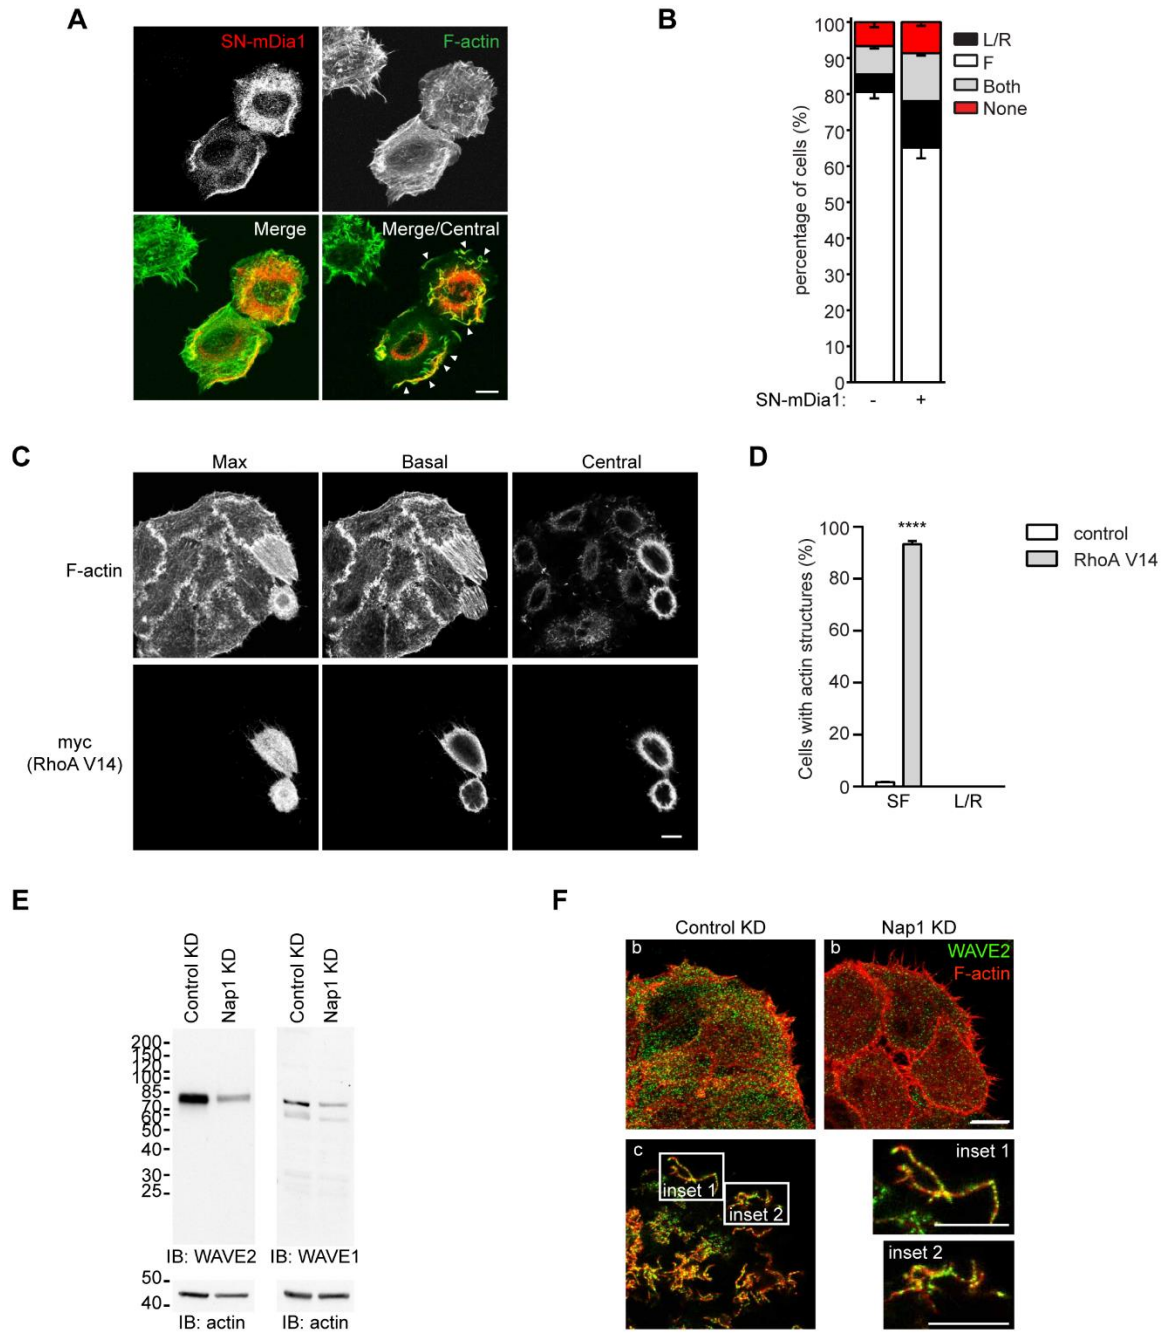 A
SN-mDia1
F-actin
Merge
Merge/Central
B
100
90
80
70
60
50
40
30
20
10
0
percentage of cells (%)
SN-mDia1: - +
L/R
F
Both
None
C
Max Basal Central
F-actin
myc
(RhoA V14)
D
100
80
60
40
20
0
Cells with actin structures (%)
****
SF L/R
control
RhoA V14
E
Control KD
Nap1 KD
Control KD
Nap1 KD
200-
150-
120-
100-
85-
70-
60-
50-
40-
30-
25-
IB: WAVE2 IB: WAVE1
50-
40-
IB: actin IB: actin
F
Control KD Nap1 KD
b
b
WAVE2
F-actin
c
inset 1
inset 2
inset 1
inset 2